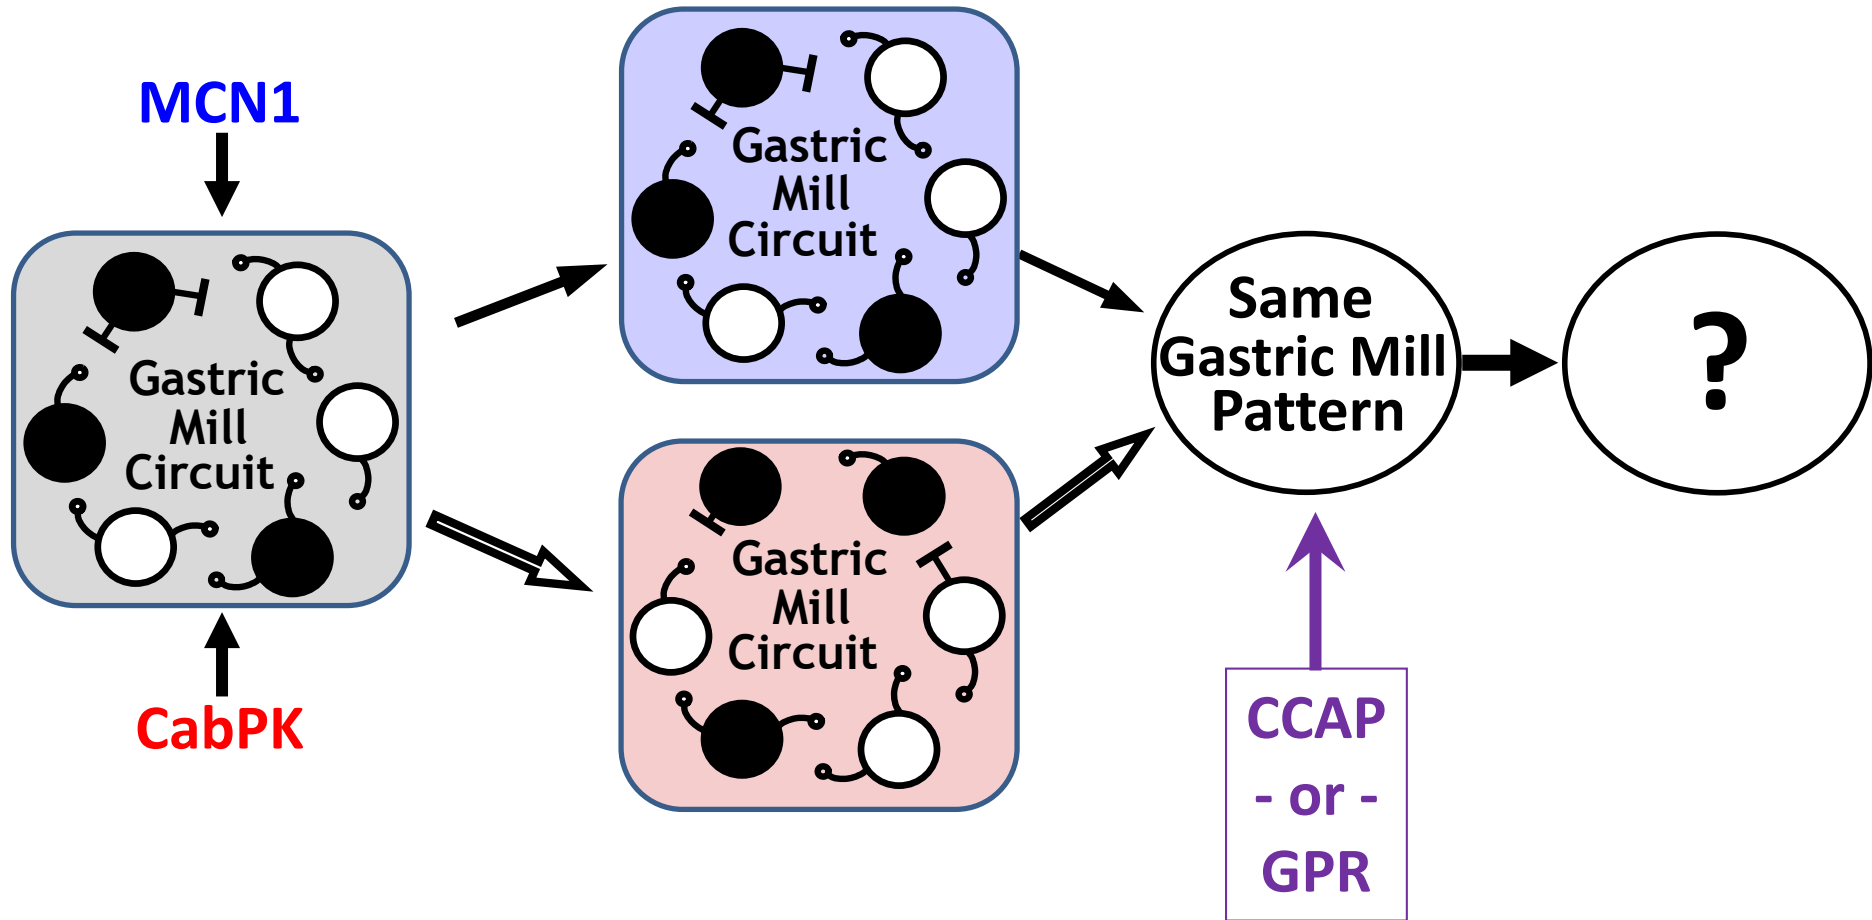 MCN1
Gastric
Mill
Circuit
CabPK
Gastric
Mill
Circuit
Gastric
Mill
Circuit
Same
Gastric Mill
Pattern
?
CCAP
- or -
GPR